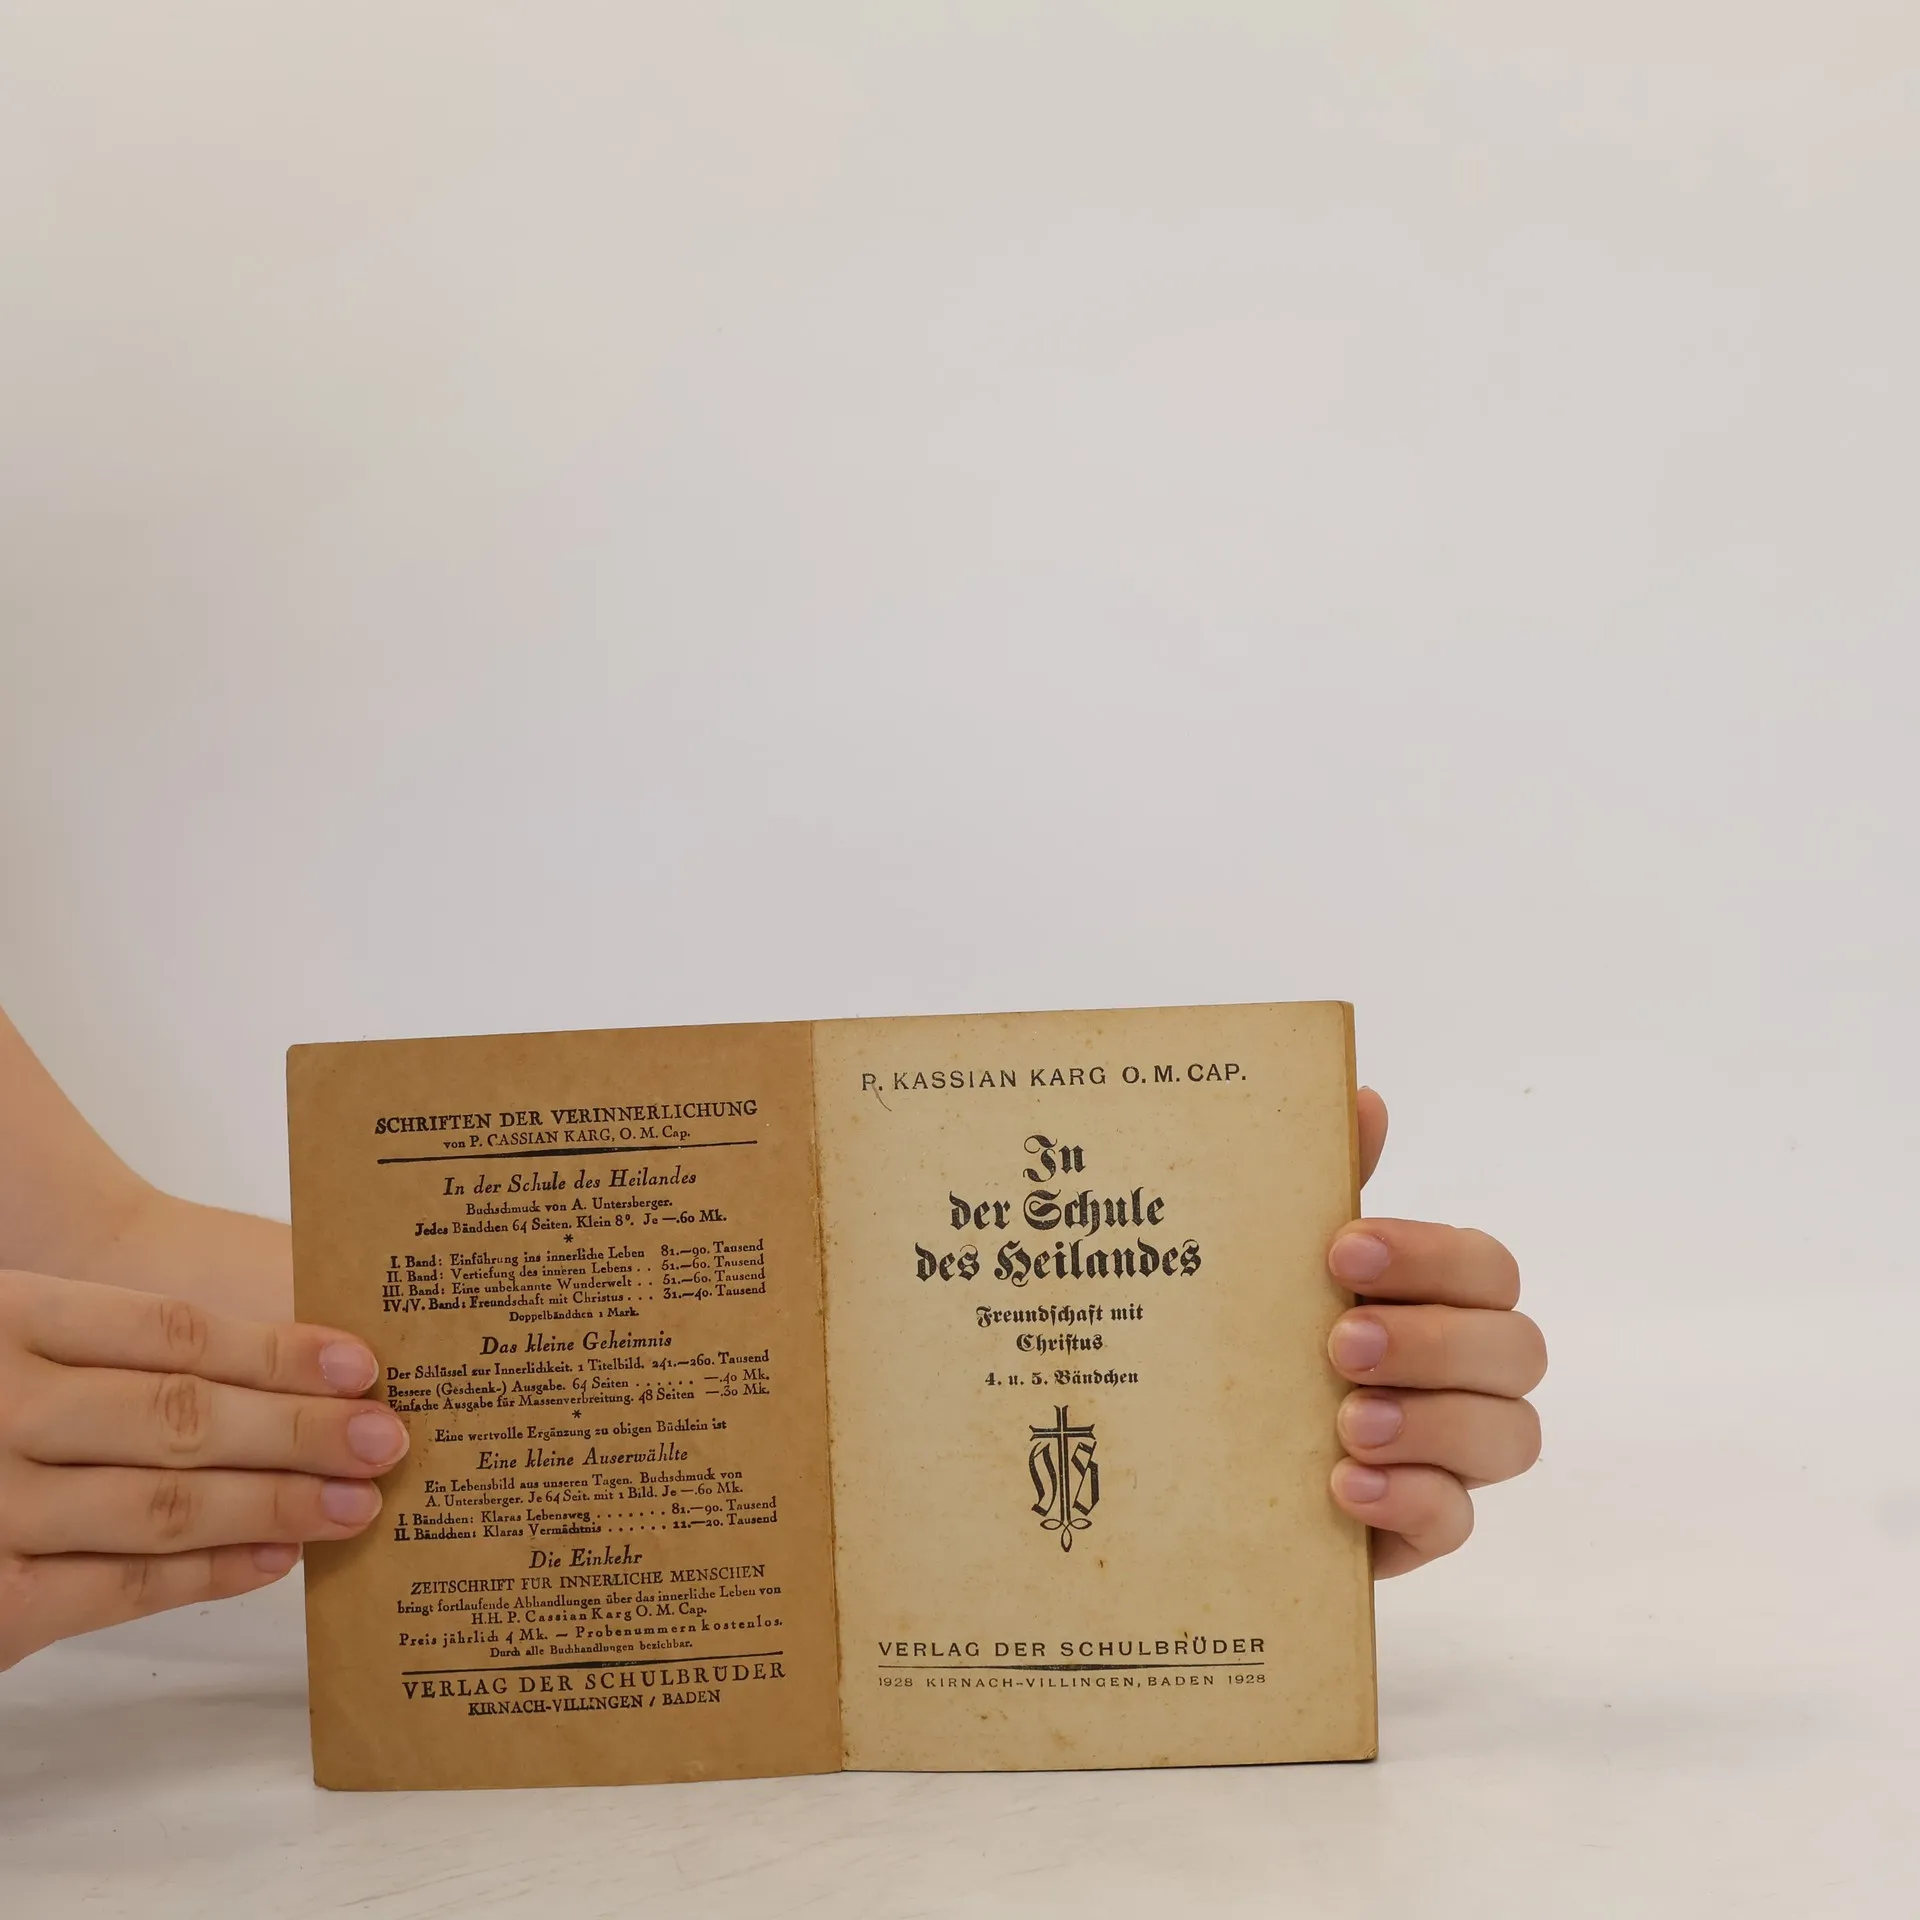 SCHRIFTEN DER VERINNERLICHUNG
von P. CASSIAN KARG, O. M. Cap.
In der Schule des Heilandes
Buchschmuck von A. Untersberger.
Jedes Bändchen 64 Seiten. Klein 8°. Je —.60 Mk.
*
I. Band: Einführung ins innerliche Leben 81.—90. Tausend
II. Band: Vertiefung des inneren Lebens . . 51.—60. Tausend
III. Band: Eine unbekannte Wunderwelt . . 51.—60. Tausend
IV./V. Band: Freundschaft mit Christus . . . 31.—40. Tausend
Doppelbändchen 1 Mark.
Das kleine Geheimnis
Der Schlüssel zur Innerlichkeit. 1 Titelbild. 241.—260. Tausend
Bessere (Geschenk-) Ausgabe. 64 Seiten . . . . . . —.40 Mk.
Einfache Ausgabe für Massenverbreitung. 48 Seiten —.30 Mk.
*
Eine wertvolle Ergänzung zu obigen Büchlein ist
Eine kleine Auserwählte
Ein Lebensbild aus unseren Tagen. Buchschmuck von
A. Untersberger. Je 64 Seit. mit 1 Bild. Je —.60 Mk.
I. Bändchen: Klaras Lebensweg . . . . . . . 81.—90. Tausend
II. Bändchen: Klaras Vermächtnis . . . . . . 11.—20. Tausend
Die Einkehr
ZEITSCHRIFT FÜR INNERLICHE MENSCHEN
bringt fortlaufende Abhandlungen über das innerliche Leben von
H.H. P. Cassian Karg O. M. Cap.
Preis jährlich 4 Mk. — Probenummern kostenlos.
Durch alle Buchhandlungen beziehbar.
VERLAG DER SCHULBRÜDER
KIRNACH-VILLINGEN / BADEN
P. KASSIAN KARG O. M. CAP.
In
der Schule
des Heilandes
Freundschaft mit
Christus
4. u. 5. Bändchen
VERLAG DER SCHULBRÜDER
1928 KIRNACH-VILLINGEN, BADEN 1928